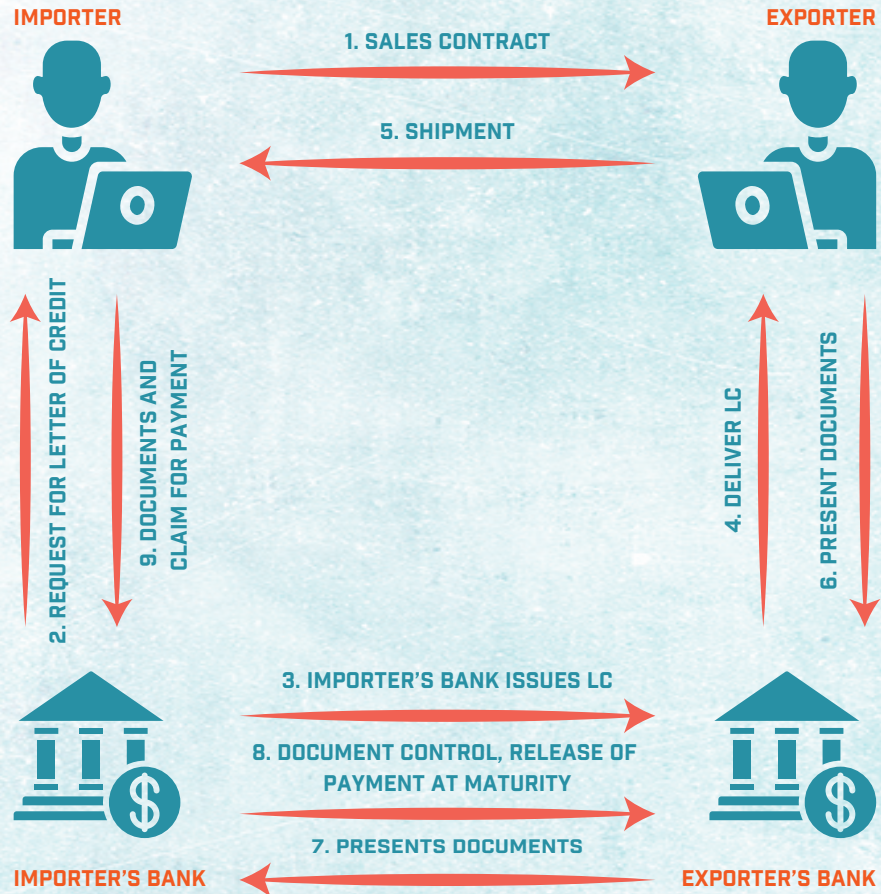 IMPORTER
EXPORTER
1. SALES CONTRACT
5. SHIPMENT
2. REQUEST FOR LETTER OF CREDIT
9. DOCUMENTS AND
CLAIM FOR PAYMENT
4. DELIVER LC
6. PRESENT DOCUMENTS
3. IMPORTER'S BANK ISSUES LC
8. DOCUMENT CONTROL, RELEASE OF
PAYMENT AT MATURITY
$
$
7. PRESENTS DOCUMENTS
IMPORTER'S BANK
EXPORTER'S BANK